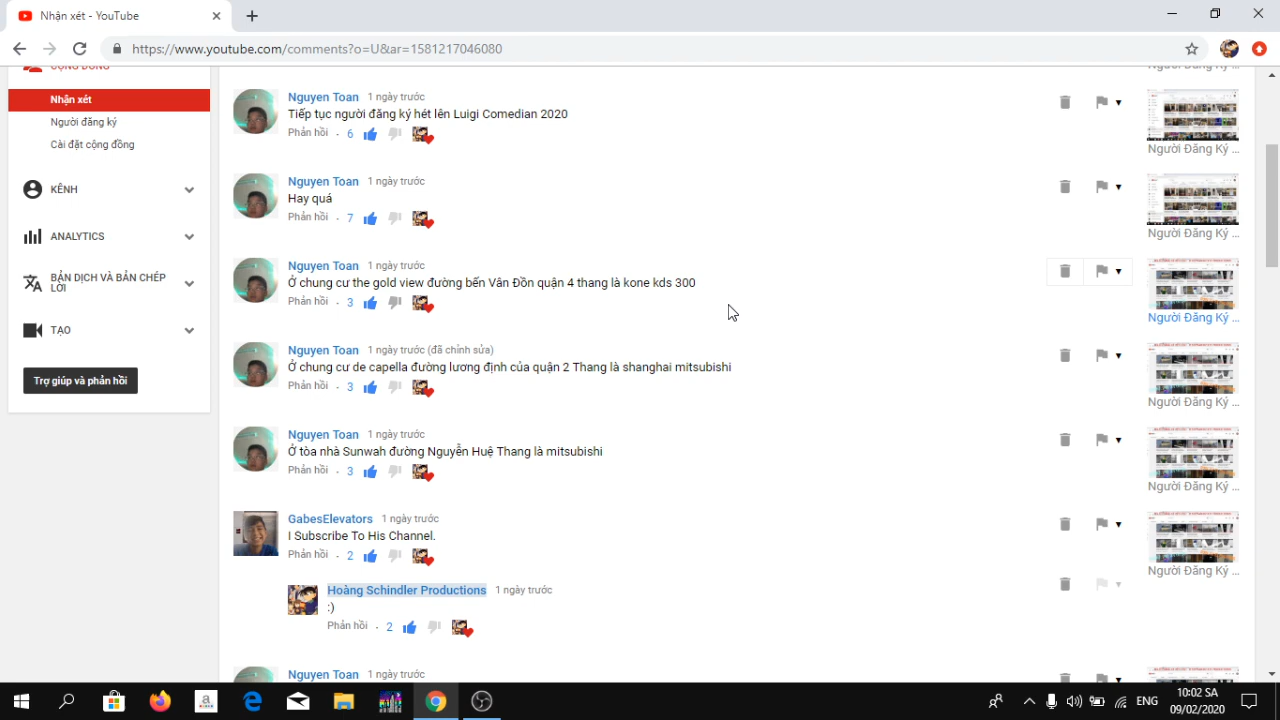 Nhận xét - YouTube
https://www.youtube.com/comments?o=U&ar=1581217046080
CỘNG ĐỒNG
Nhận xét
Người đăng ký
Cài đặt cộng đồng
KÊNH
ANALYTICS
BẢN DỊCH VÀ BẢN CHÉP
LỜI
TẠO
Trợ giúp và phản hồi
Nguyen Toan 1 ngày trước
Tiếp tục người đăng ký hét lên Luigi Comedian 2020
Phản hồi · 6
Người Đăng Ký ...
Nguyen Toan 1 ngày trước
Hay quá
Phản hồi · 7
Người Đăng Ký ...
Nguyen Toan 1 ngày trước
Ở chung cư the gold view đường Bến Vân Đồn quận 4 thang là kone kds 300
Phản hồi · 5
Người Đăng Ký ...
Nguyen Toan 1 ngày trước (đã chỉnh sửa)
Ở chung cư de capella đường lương định của quận 2 Thang là shanghai mitsubishi
Phản hồi · 3
Người Đăng Ký ...
Nguyen Toan 1 ngày trước
Ở tòa nhà Sunwah đường Nguyễn Huệ Thang là mitsubishi
Phản hồi · 3
Người Đăng Ký ...
GabesElevators 1 ngày trước
I Subscribe To His Channel.
Phản hồi · 2
Người Đăng Ký ...
Hoàng Schindler Productions 1 ngày trước
:)
Phản hồi · 2
Nguyen Toan 1 ngày trước
ENG
10:02 SA
09/02/2020